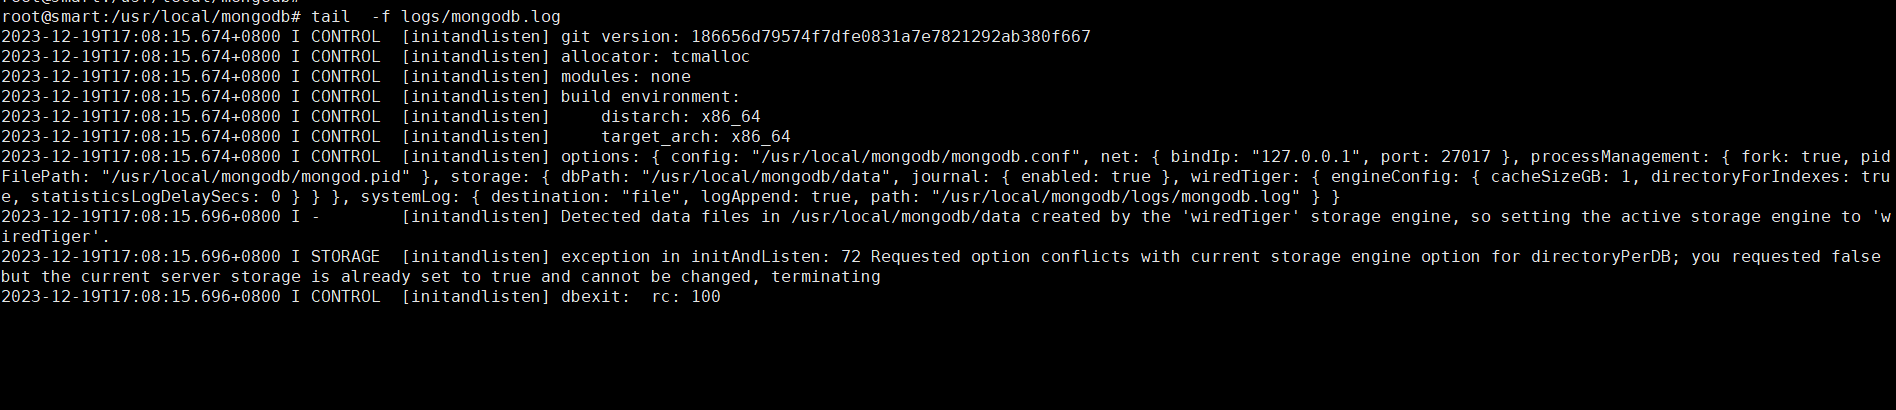 root@smart:/usr/local/mongodb#
root@smart:/usr/local/mongodb# tail  -f logs/mongodb.log
2023-12-19T17:08:15.674+0800 I CONTROL  [initandlisten] git version: 186656d79574f7dfe0831a7e7821292ab380f667
2023-12-19T17:08:15.674+0800 I CONTROL  [initandlisten] allocator: tcmalloc
2023-12-19T17:08:15.674+0800 I CONTROL  [initandlisten] modules: none
2023-12-19T17:08:15.674+0800 I CONTROL  [initandlisten] build environment:
2023-12-19T17:08:15.674+0800 I CONTROL  [initandlisten]     distarch: x86_64
2023-12-19T17:08:15.674+0800 I CONTROL  [initandlisten]     target_arch: x86_64
2023-12-19T17:08:15.674+0800 I CONTROL  [initandlisten] options: { config: "/usr/local/mongodb/mongodb.conf", net: { bindIp: "127.0.0.1", port: 27017 }, processManagement: { fork: true, pid
FilePath: "/usr/local/mongodb/mongod.pid" }, storage: { dbPath: "/usr/local/mongodb/data", journal: { enabled: true }, wiredTiger: { engineConfig: { cacheSizeGB: 1, directoryForIndexes: tru
e, statisticsLogDelaySecs: 0 } } }, systemLog: { destination: "file", logAppend: true, path: "/usr/local/mongodb/logs/mongodb.log" } }
2023-12-19T17:08:15.696+0800 I -        [initandlisten] Detected data files in /usr/local/mongodb/data created by the 'wiredTiger' storage engine, so setting the active storage engine to 'w
iredTiger'.
2023-12-19T17:08:15.696+0800 I STORAGE  [initandlisten] exception in initAndListen: 72 Requested option conflicts with current storage engine option for directoryPerDB; you requested false
but the current server storage is already set to true and cannot be changed, terminating
2023-12-19T17:08:15.696+0800 I CONTROL  [initandlisten] dbexit:  rc: 100